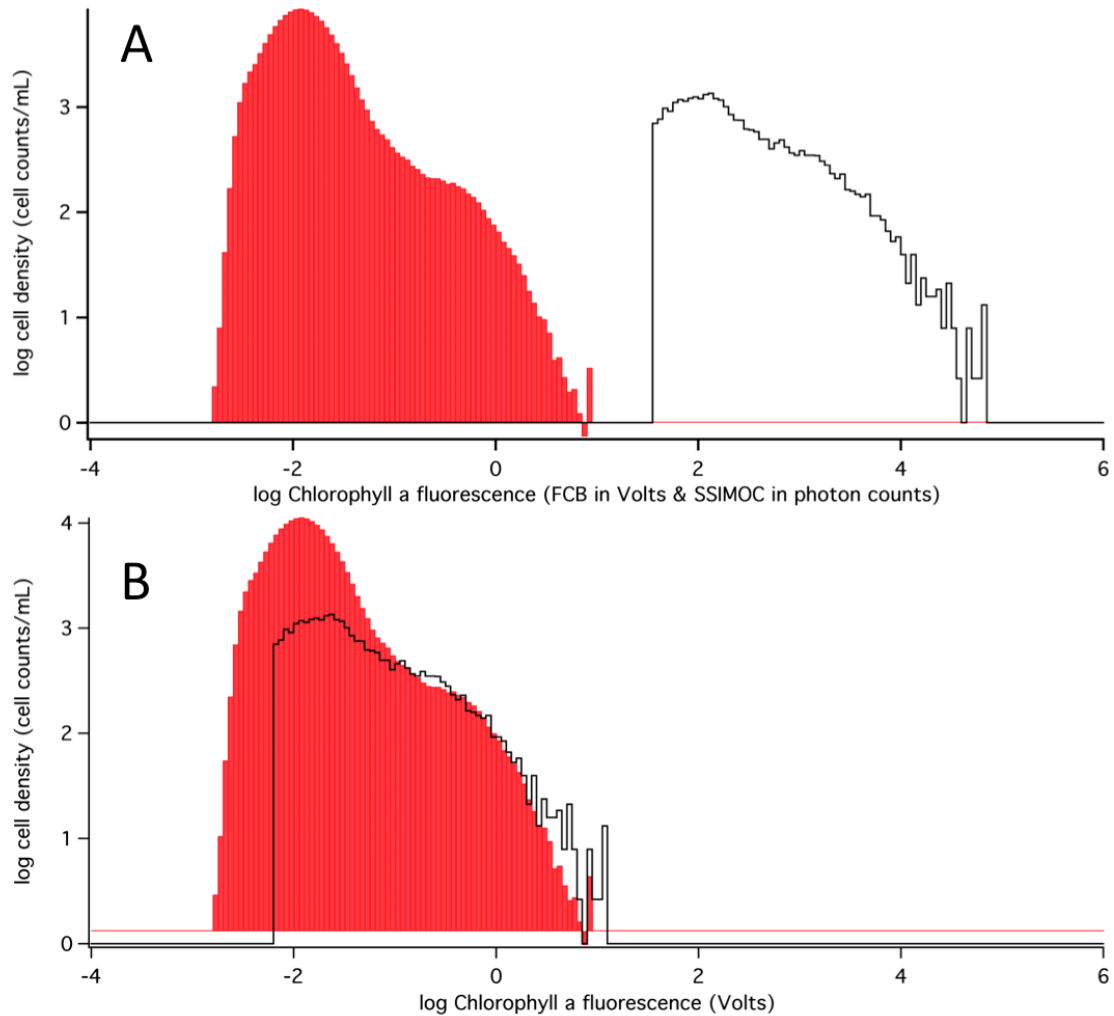 A
log cell density (cell counts/mL)
3
2
1
0
-4 -2 0 2 4 6
log Chlorophyll a fluorescence (FCB in Volts & SSIMOC in photon counts)
B
log cell density (cell counts/mL)
4
3
2
1
0
-4 -2 0 2 4 6
log Chlorophyll a fluorescence (Volts)